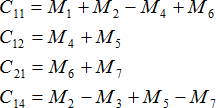 C₁₁ = M₁ + M₂ − M₄ + M₆
C₁₂ = M₄ + M₅
C₂₁ = M₆ + M₇
C₁₄ = M₂ − M₃ + M₅ − M₇